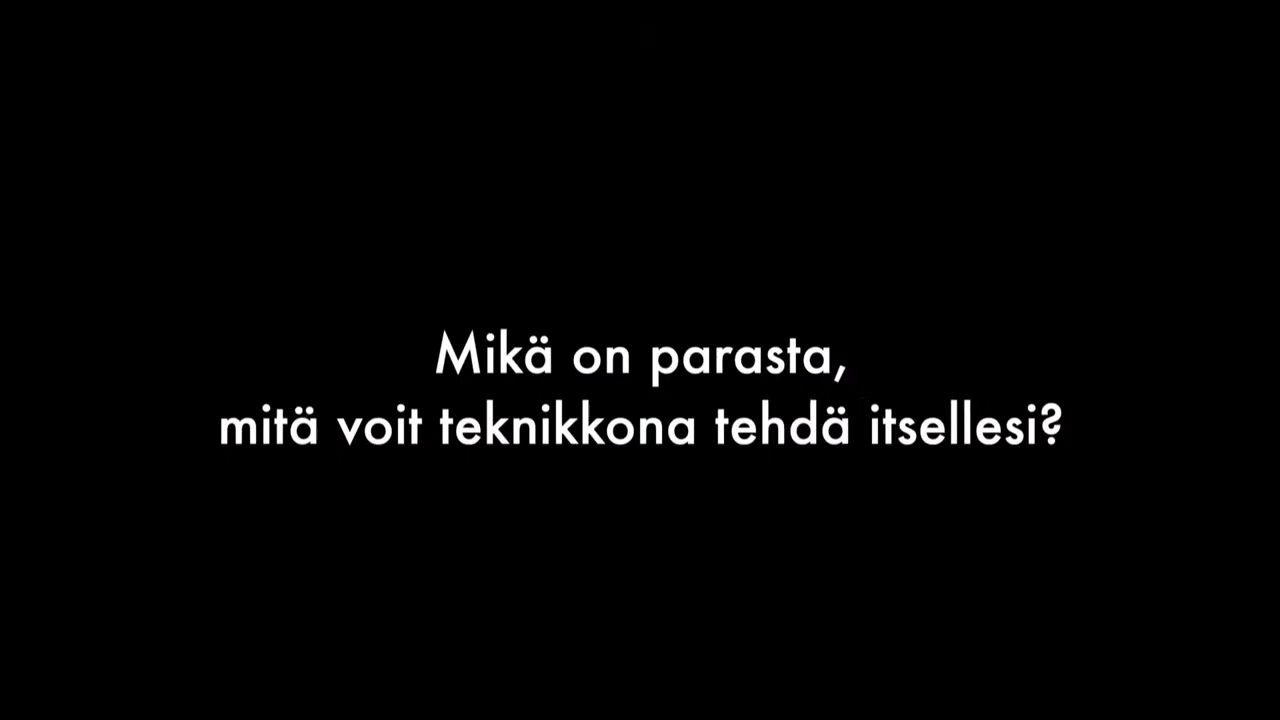 Mikä on parasta,
mitä voit teknikkona tehdä itsellesi?